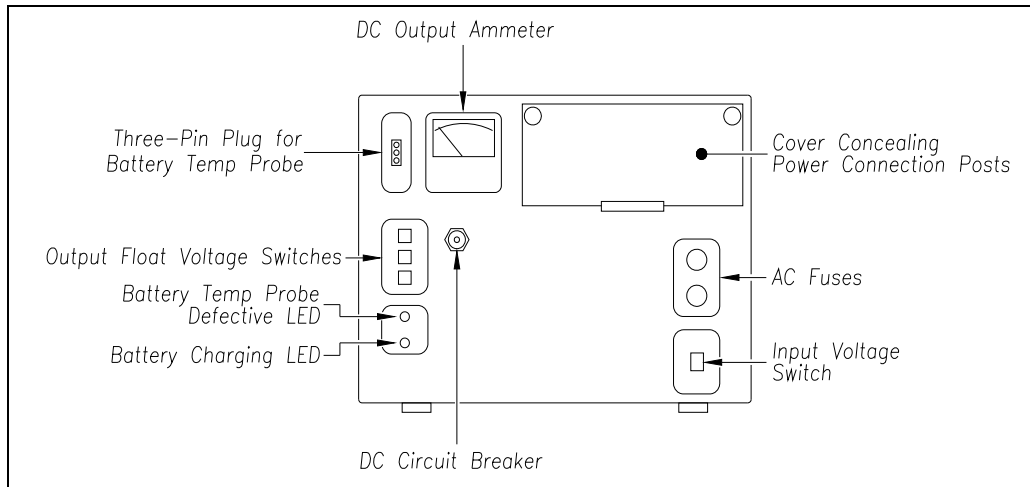 DC Output Ammeter
Three-Pin Plug for
Battery Temp Probe
Cover Concealing
Power Connection Posts
Output Float Voltage Switches
AC Fuses
Battery Temp Probe
Defective LED
Battery Charging LED
Input Voltage
Switch
DC Circuit Breaker